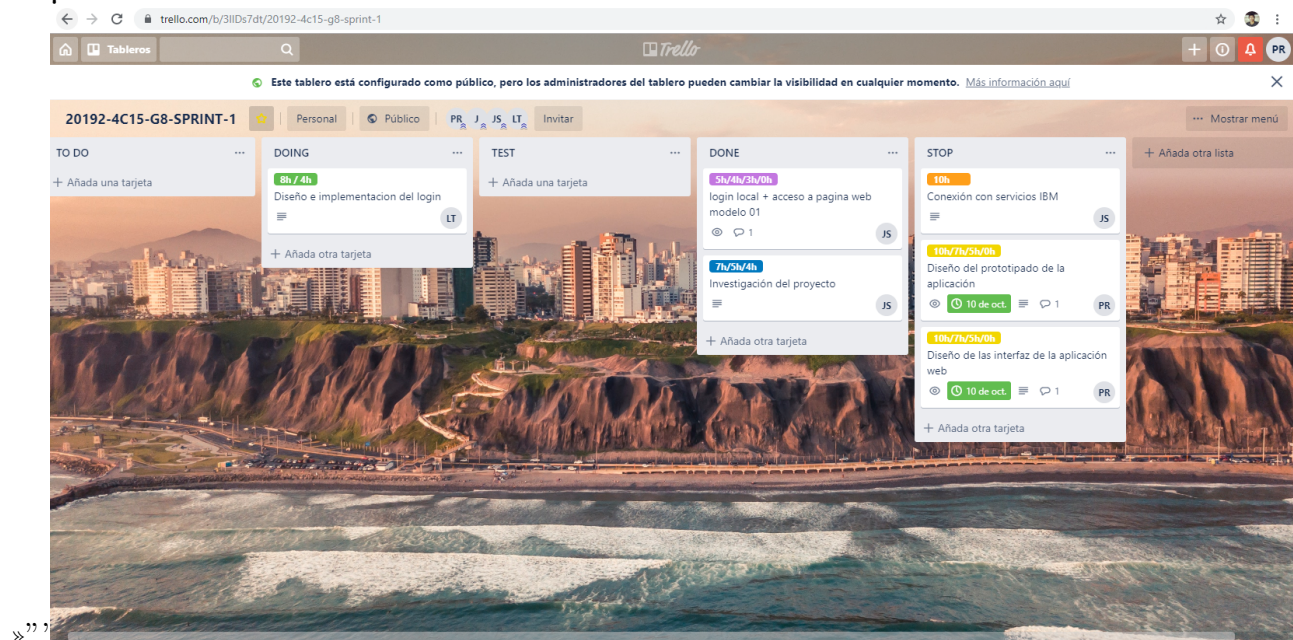 trello.com/b/3IIDs7dt/20192-4c15-g8-sprint-1
Tableros
Trello
PR
Este tablero está configurado como público, pero los administradores del tablero pueden cambiar la visibilidad en cualquier momento. Más información aquí
20192-4C15-G8-SPRINT-1 Personal Público PR J JS LT Invitar ··· Mostrar menú
TO DO ···
+ Añada una tarjeta
DOING ···
8h / 4h
Diseño e implementacion del login
LT
+ Añada otra tarjeta
TEST ···
+ Añada una tarjeta
DONE ···
5h/4h/3h/0h
login local + acceso a pagina web
modelo 01
1 JS
7h/5h/4h
Investigación del proyecto
JS
+ Añada otra tarjeta
STOP ···
10h
Conexión con servicios IBM
JS
10h/7h/5h/0h
Diseño del prototipado de la
aplicación
10 de oct. 1 PR
10h/7h/5h/0h
Diseño de las interfaz de la aplicación
web
10 de oct. 1 PR
+ Añada otra tarjeta
+ Añada otra lista
»”’